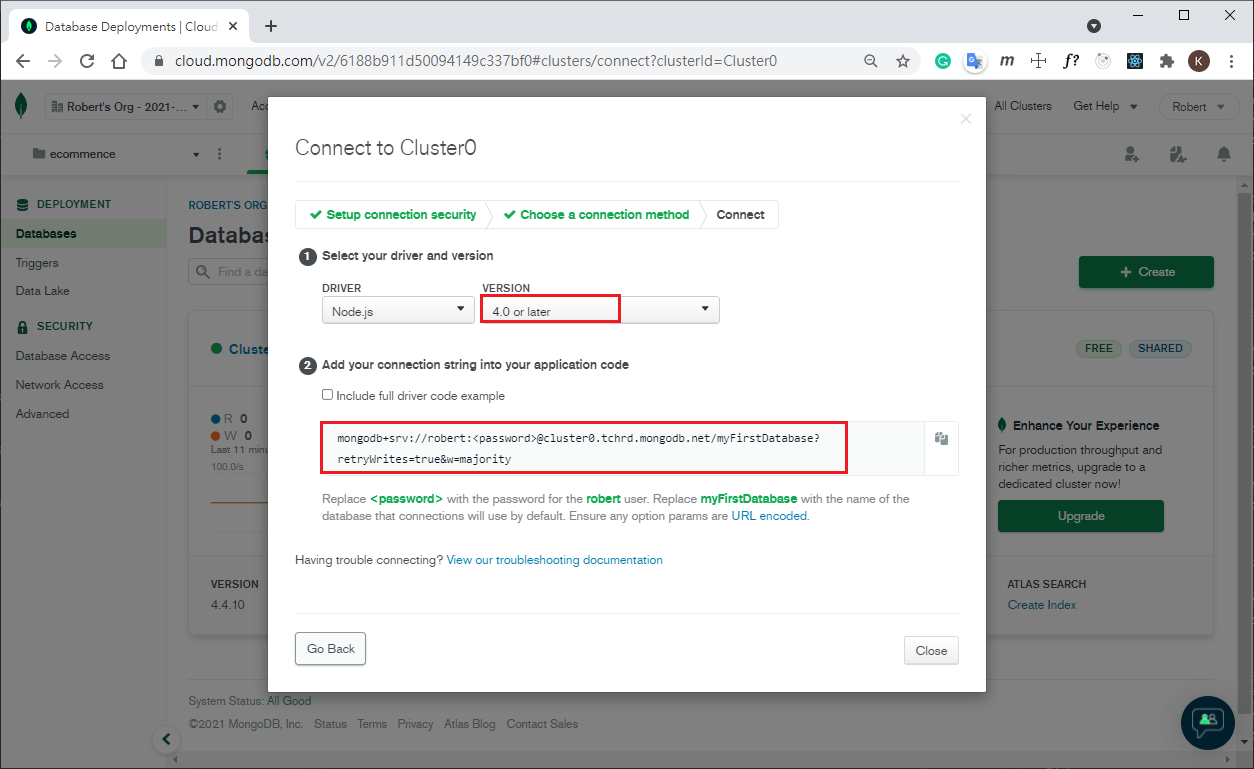 Database Deployments | Cloud
cloud.mongodb.com/v2/6188b911d50094149c337bf0#clusters/connect?clusterId=Cluster0
m
f?
K
Robert's Org - 2021-...
Acc
All Clusters
Get Help
Robert
ecommence
DEPLOYMENT
Databases
Triggers
Data Lake
SECURITY
Database Access
Network Access
Advanced
ROBERT'S ORG
Databas
Find a da
+ Create
Cluste
FREE
SHARED
R 0
W 0
Last 11 minu
100.0/s
VERSION
4.4.10
Connect to Cluster0
Setup connection security
Choose a connection method
Connect
1 Select your driver and version
DRIVER VERSION
Node.js 4.0 or later
2 Add your connection string into your application code
Include full driver code example
mongodb+srv://robert:<password>@cluster0.tchrd.mongodb.net/myFirstDatabase?
retryWrites=true&w=majority
Replace <password> with the password for the robert user. Replace myFirstDatabase with the name of the
database that connections will use by default. Ensure any option params are URL encoded.
Having trouble connecting? View our troubleshooting documentation
Go Back
Close
Enhance Your Experience
For production throughput and
richer metrics, upgrade to a
dedicated cluster now!
Upgrade
ATLAS SEARCH
Create Index
System Status: All Good
©2021 MongoDB, Inc. Status Terms Privacy Atlas Blog Contact Sales